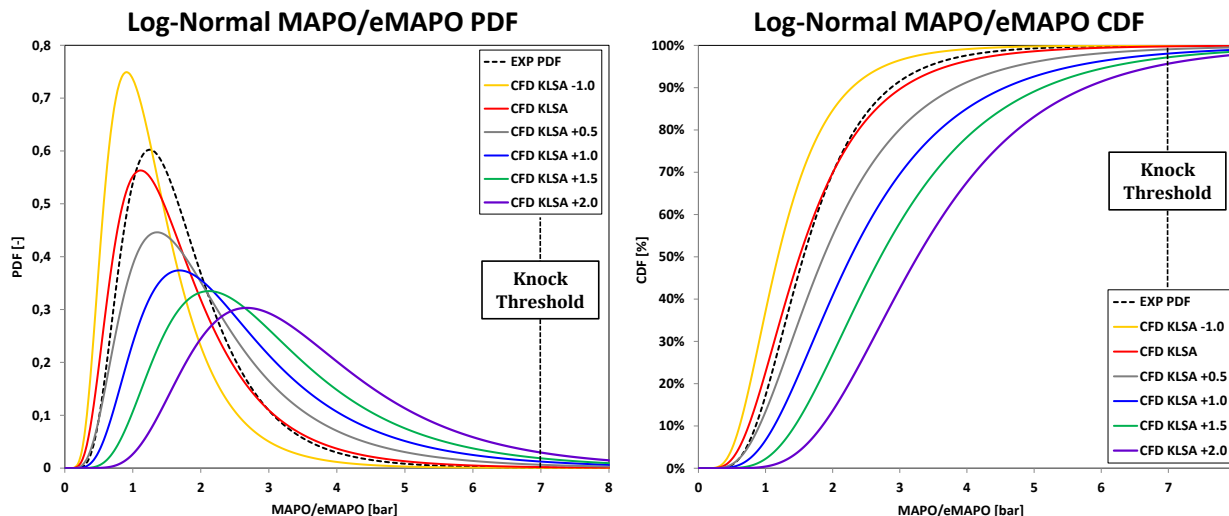 Log-Normal MAPO/eMAPO PDF
0,8
0,7
0,6
0,5
0,4
0,3
0,2
0,1
0
PDF [-]
0 1 2 3 4 5 6 7 8
MAPO/eMAPO [bar]
EXP PDF
CFD KLSA -1.0
CFD KLSA
CFD KLSA +0.5
CFD KLSA +1.0
CFD KLSA +1.5
CFD KLSA +2.0
Knock
Threshold
Log-Normal MAPO/eMAPO CDF
100%
90%
80%
70%
60%
50%
40%
30%
20%
10%
0%
CDF [%]
0 1 2 3 4 5 6 7
MAPO/eMAPO [bar]
Knock
Threshold
EXP PDF
CFD KLSA -1.0
CFD KLSA
CFD KLSA +0.5
CFD KLSA +1.0
CFD KLSA +1.5
CFD KLSA +2.0